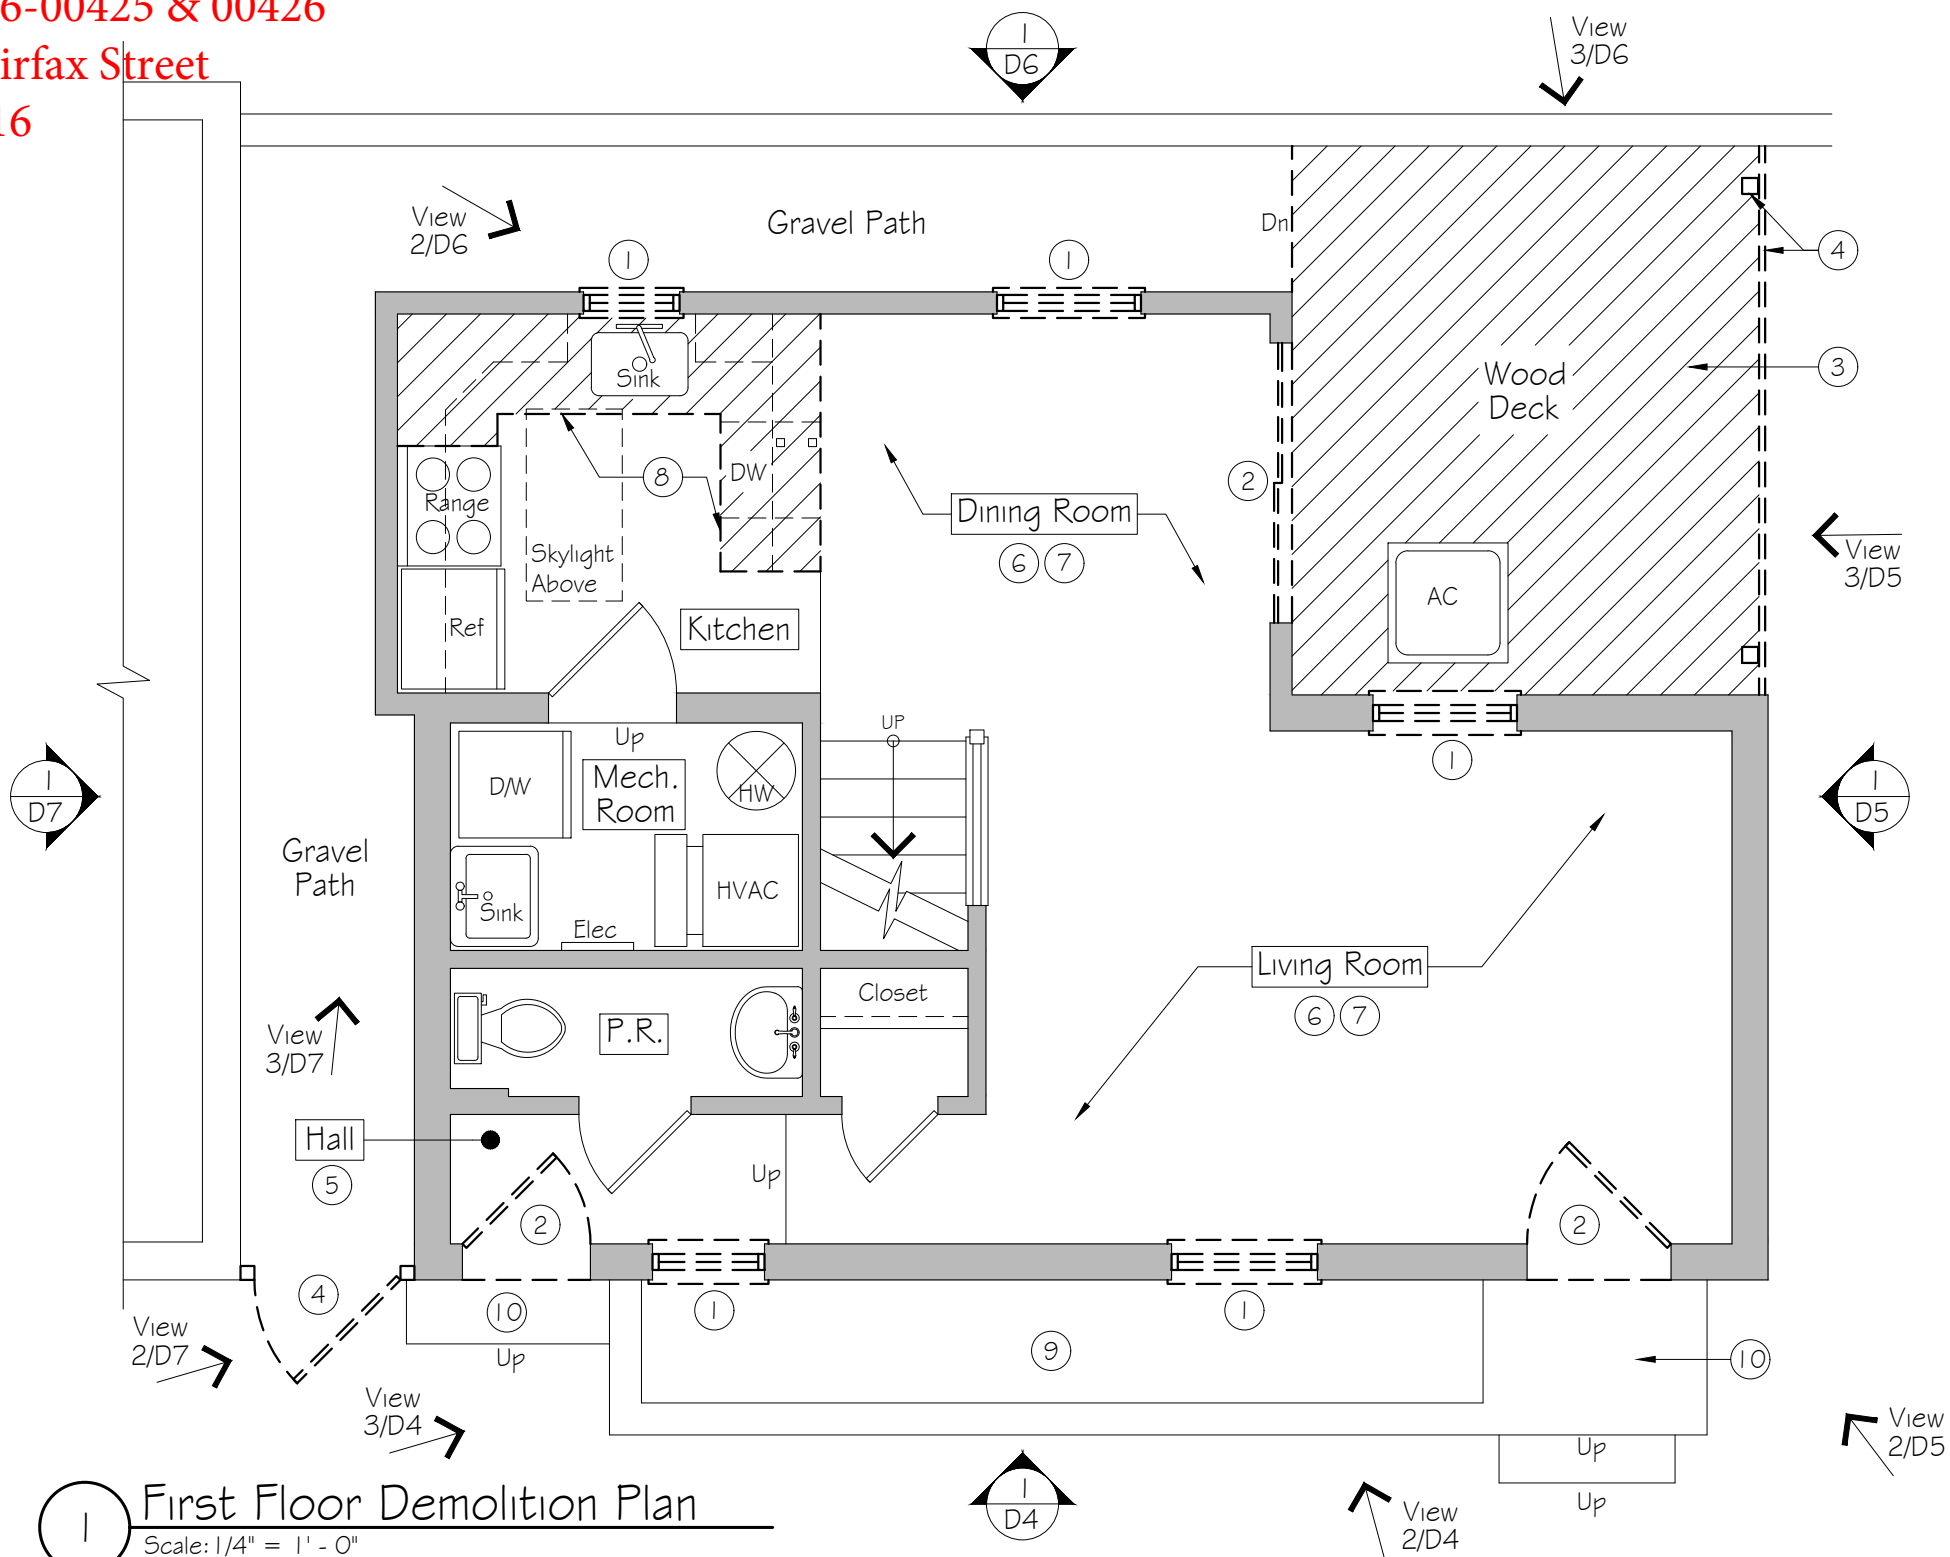 6-00425 & 00426
irfax Street
16
1
D6
View
3/D6
View
2/D6
Gravel Path
Dn
1
1
4
Sink
Wood
Deck
3
8
DW
2
Range
Dining Room
6 7
Skylight
Above
AC
View
3/D5
Ref
Kitchen
UP
Up
1
D/W
Mech.
Room
HW
1
D7
1
D5
Gravel
Path
HVAC
Sink
Elec
Living Room
6 7
Closet
View
3/D7
P.R.
Hall
5
Up
2
2
4
10
1
1
Up
9
10
View
2/D7
View
3/D4
View
2/D5
Up
Up
1
D4
View
2/D4
1
First Floor Demolition Plan
Scale: 1/4" = 1' - 0"